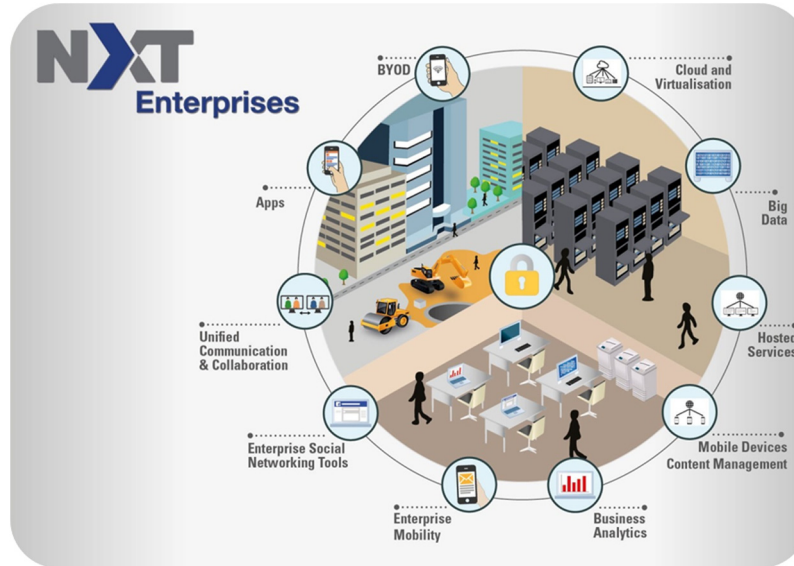 NXT
Enterprises
BYOD
Cloud and
Virtualisation
Apps
Big
Data
Unified
Communication
& Collaboration
Hosted
Services
Enterprise Social
Networking Tools
Mobile Devices
Content Management
Enterprise
Mobility
Business
Analytics